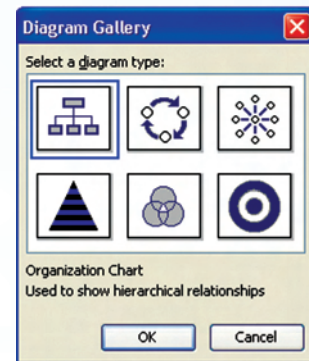 Diagram Gallery
Select a diagram type:
Organization Chart
Used to show hierarchical relationships
OK
Cancel